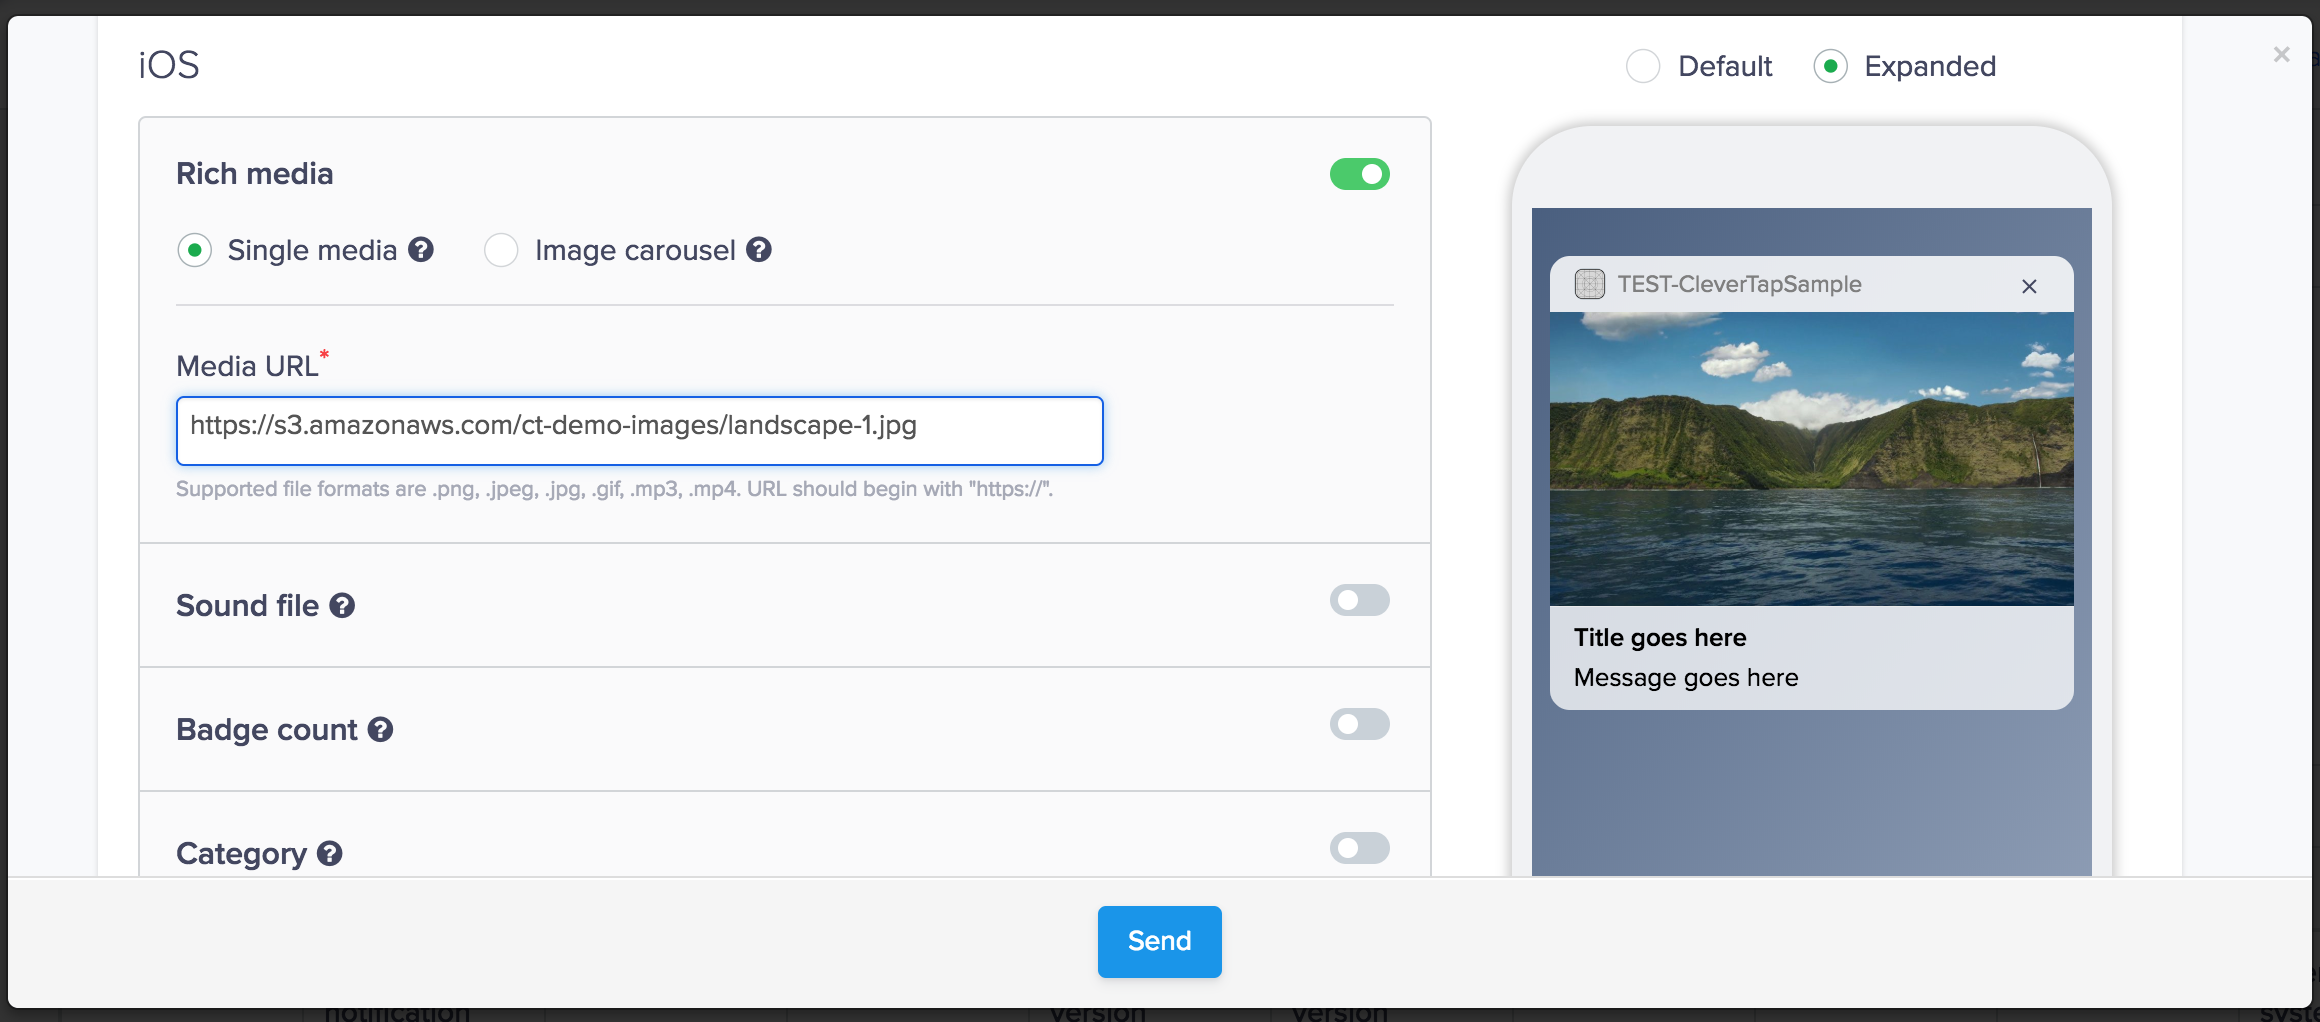 iOS
Default
Expanded
Rich media
Single media ?
Image carousel ?
Media URL*
https://s3.amazonaws.com/ct-demo-images/landscape-1.jpg
Supported file formats are .png, .jpeg, .jpg, .gif, .mp3, .mp4. URL should begin with "https://".
Sound file ?
Badge count ?
Category ?
TEST-CleverTapSample
Title goes here
Message goes here
Send
notification
version
version